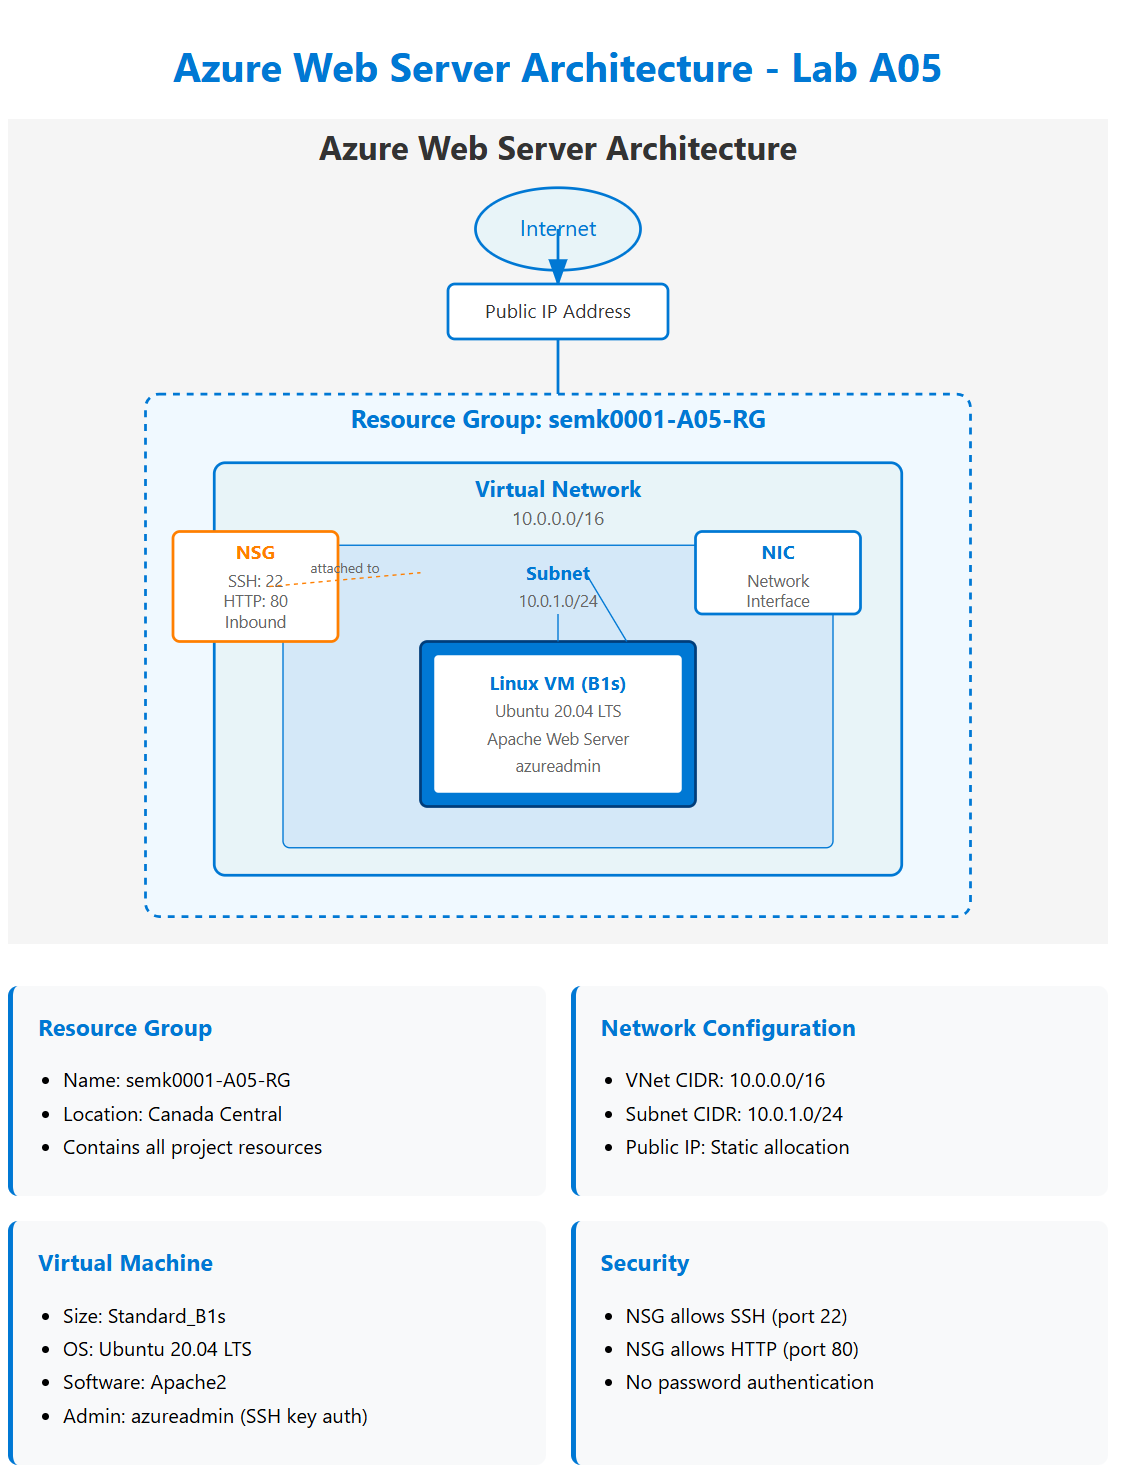 Azure Web Server Architecture - Lab A05
Azure Web Server Architecture
Internet
Public IP Address
Resource Group: semk0001-A05-RG
Virtual Network
10.0.0.0/16
NSG
SSH: 22
HTTP: 80
Inbound
attached to
Subnet
10.0.1.0/24
NIC
Network
Interface
Linux VM (B1s)
Ubuntu 20.04 LTS
Apache Web Server
azureadmin
Resource Group
• Name: semk0001-A05-RG
• Location: Canada Central
• Contains all project resources
Network Configuration
• VNet CIDR: 10.0.0.0/16
• Subnet CIDR: 10.0.1.0/24
• Public IP: Static allocation
Virtual Machine
• Size: Standard_B1s
• OS: Ubuntu 20.04 LTS
• Software: Apache2
• Admin: azureadmin (SSH key auth)
Security
• NSG allows SSH (port 22)
• NSG allows HTTP (port 80)
• No password authentication